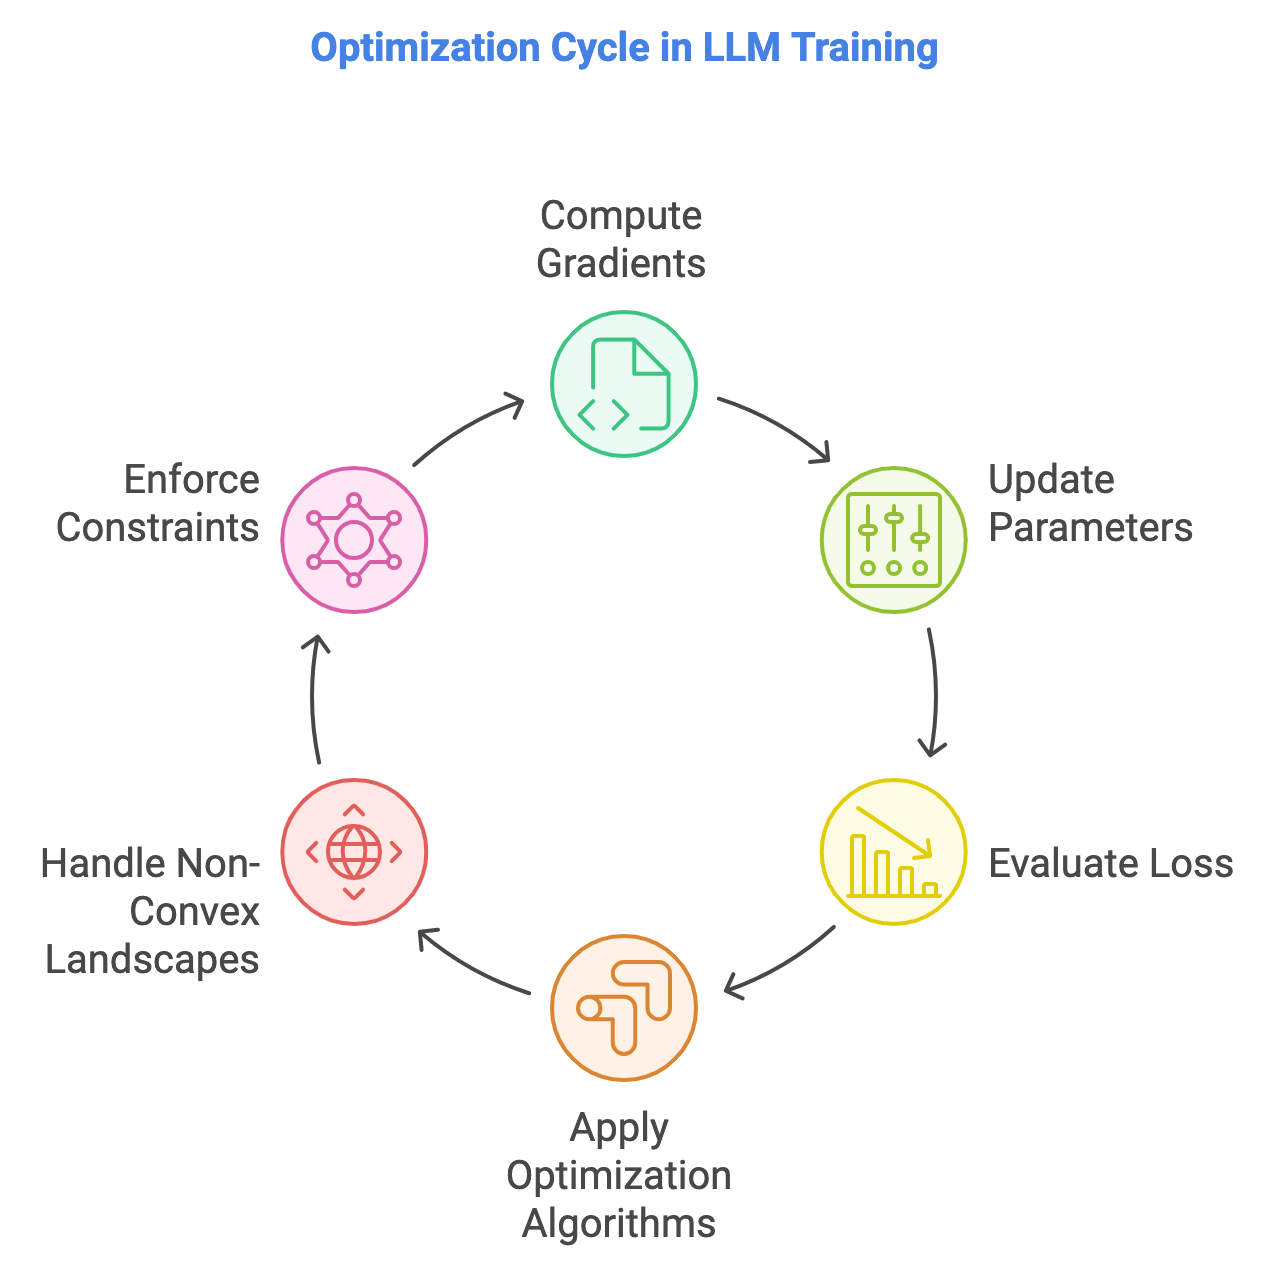 Optimization Cycle in LLM Training
Compute
Gradients
Update
Parameters
Evaluate Loss
Apply
Optimization
Algorithms
Handle Non-
Convex
Landscapes
Enforce
Constraints